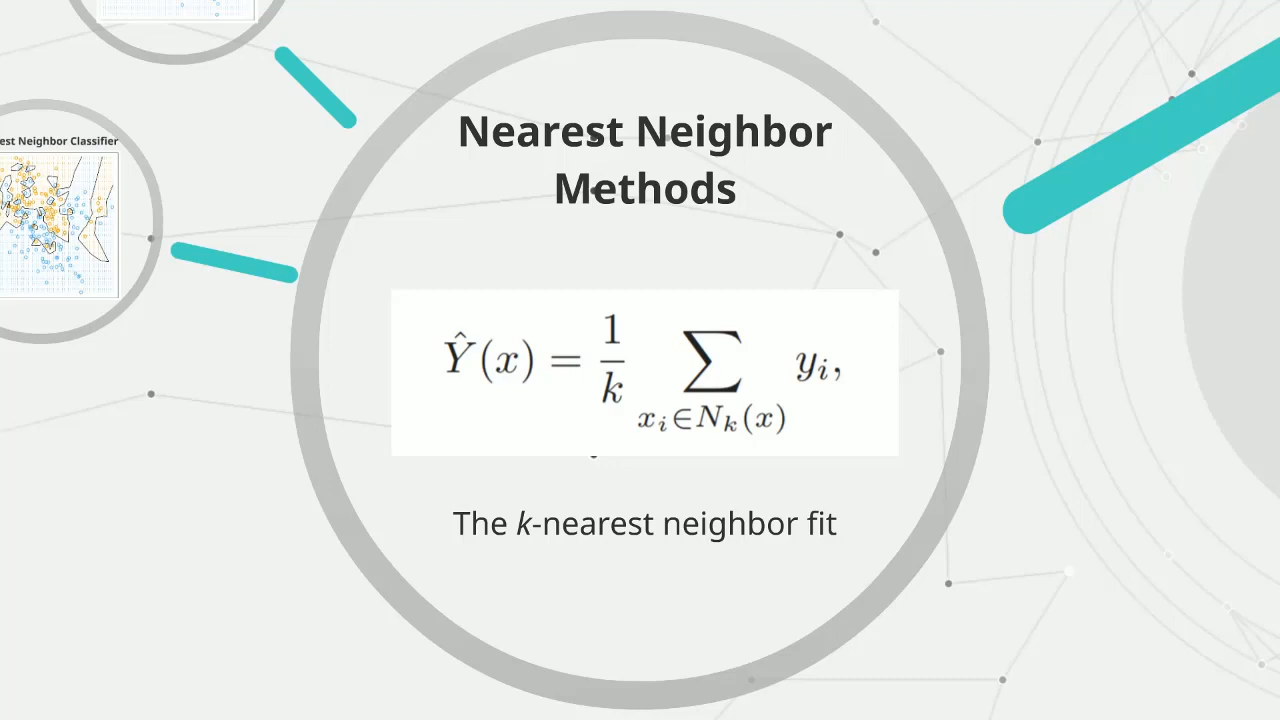 Nearest Neighbor
Methods
est Neighbor Classifier
Ŷ(x) = 1/k ∑ yᵢ,
xᵢ∈Nₖ(x)
The k-nearest neighbor fit